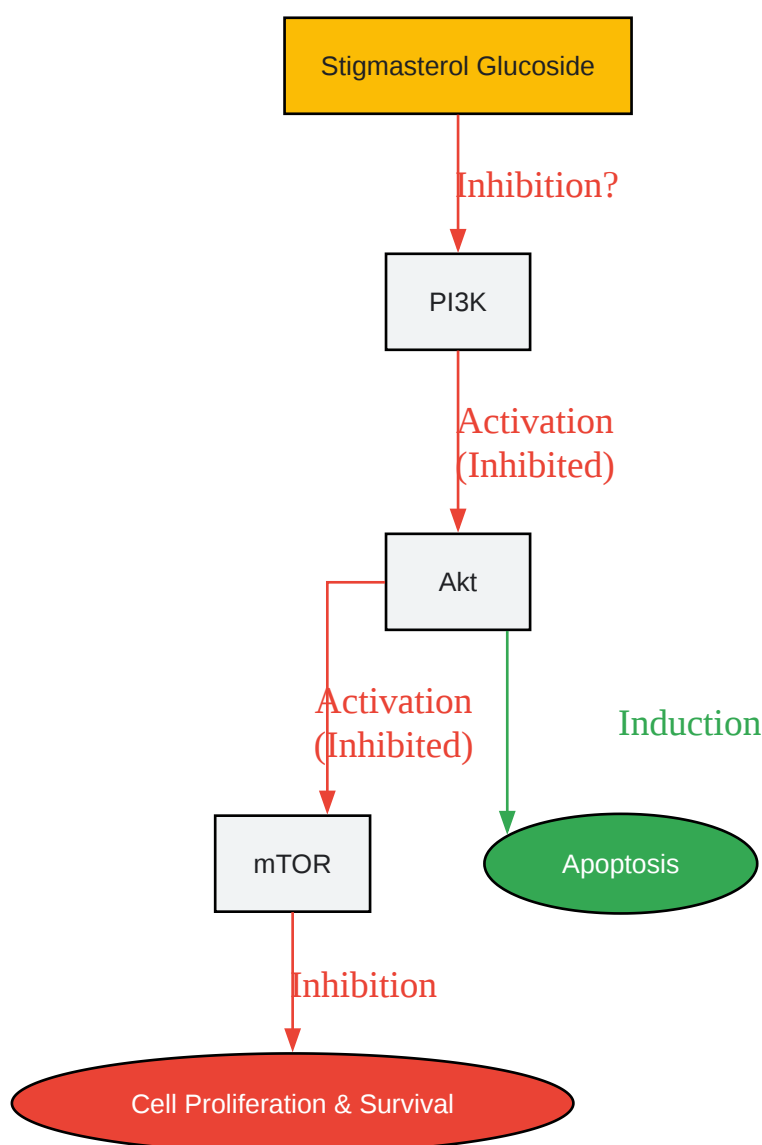 Stigmasterol Glucoside
Inhibition?
PI3K
Activation
(Inhibited)
Akt
Activation
(Inhibited)
Induction
mTOR
Apoptosis
Inhibition
Cell Proliferation & Survival